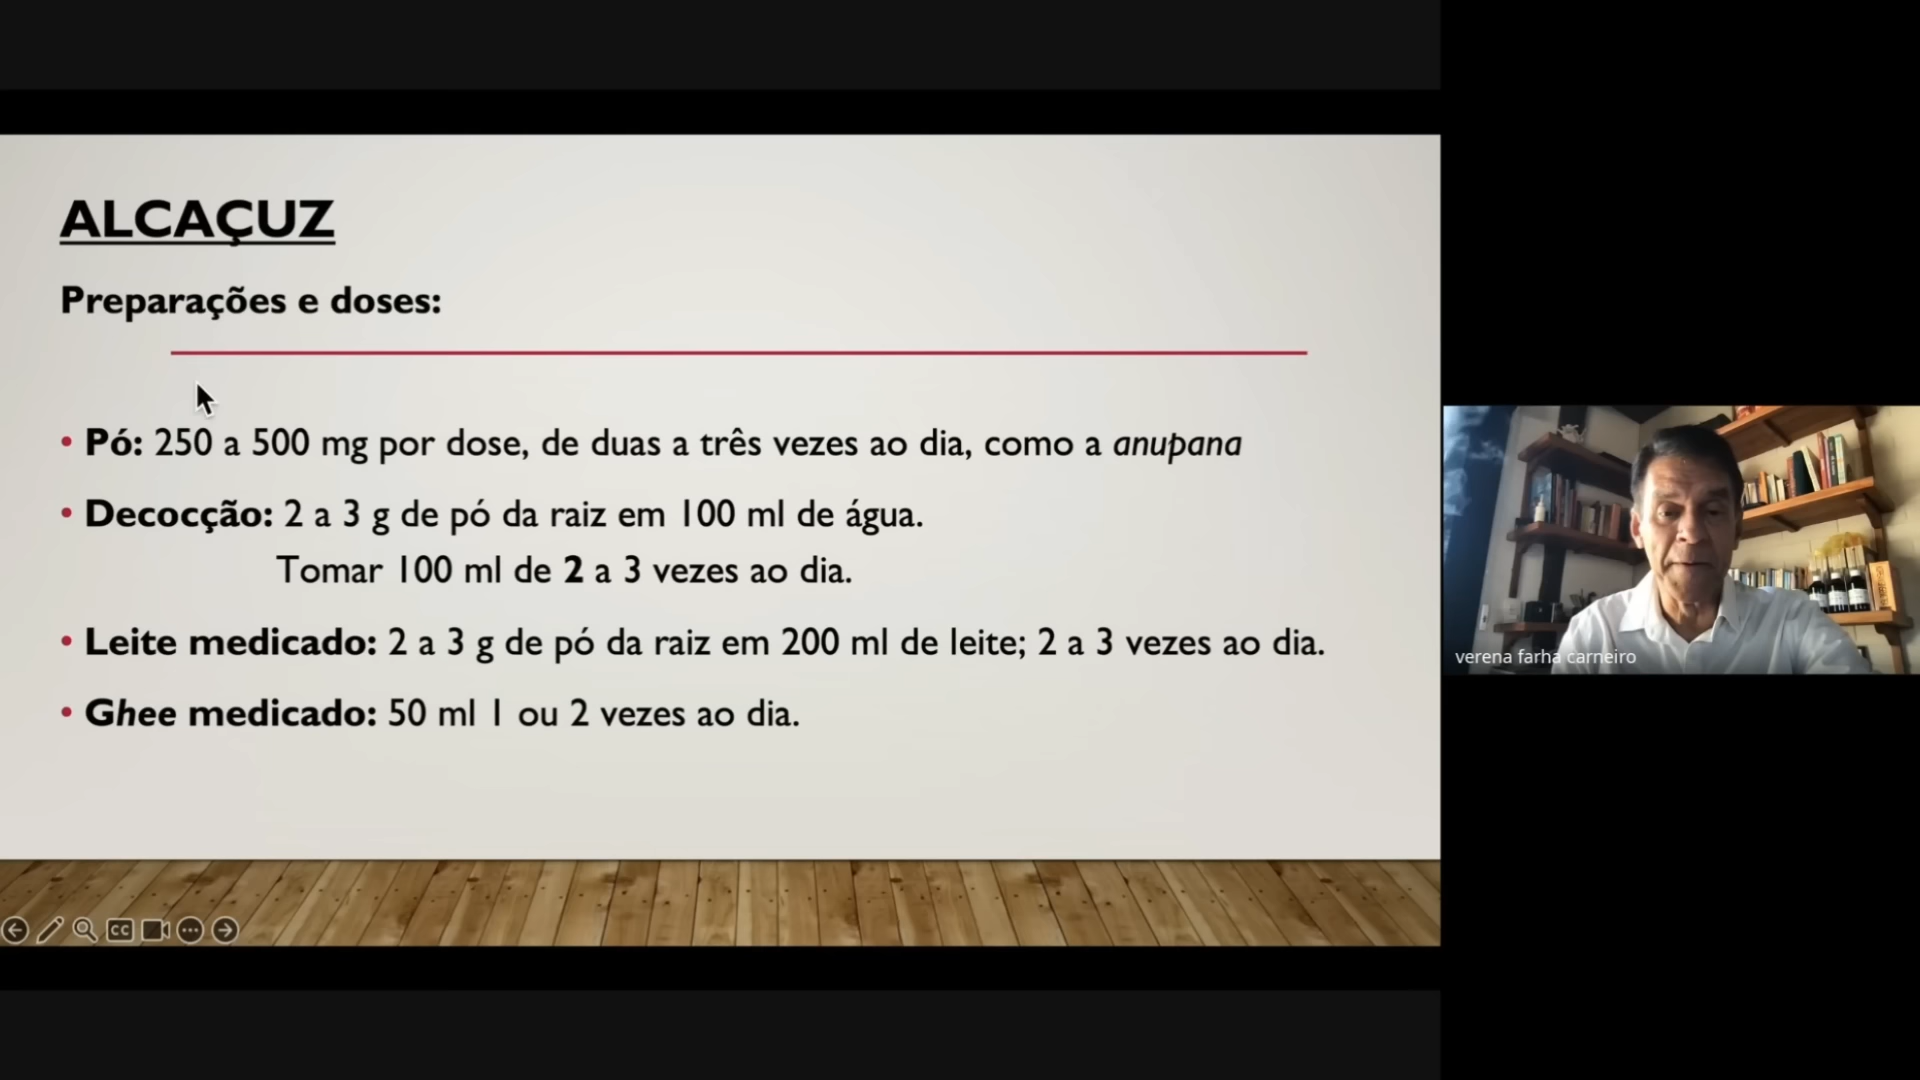 ALCAÇUZ
Preparações e doses:
• Pó: 250 a 500 mg por dose, de duas a três vezes ao dia, como a anupana
• Decocção: 2 a 3 g de pó da raiz em 100 ml de água.
Tomar 100 ml de 2 a 3 vezes ao dia.
• Leite medicado: 2 a 3 g de pó da raiz em 200 ml de leite; 2 a 3 vezes ao dia.
• Ghee medicado: 50 ml 1 ou 2 vezes ao dia.
CC
verena farha carneiro